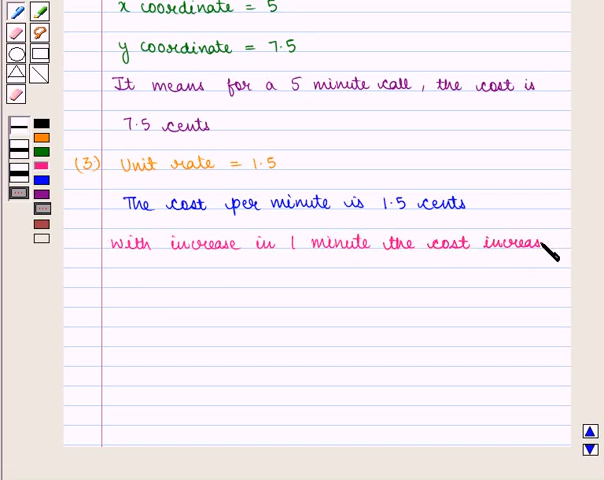 x coordinate = 5
y coordinate = 7.5
It means for a 5 minute call, the cost is
7.5 cents
(3) Unit rate = 1.5
The cost per minute is 1.5 cents
with increase in 1 minute the cost increas